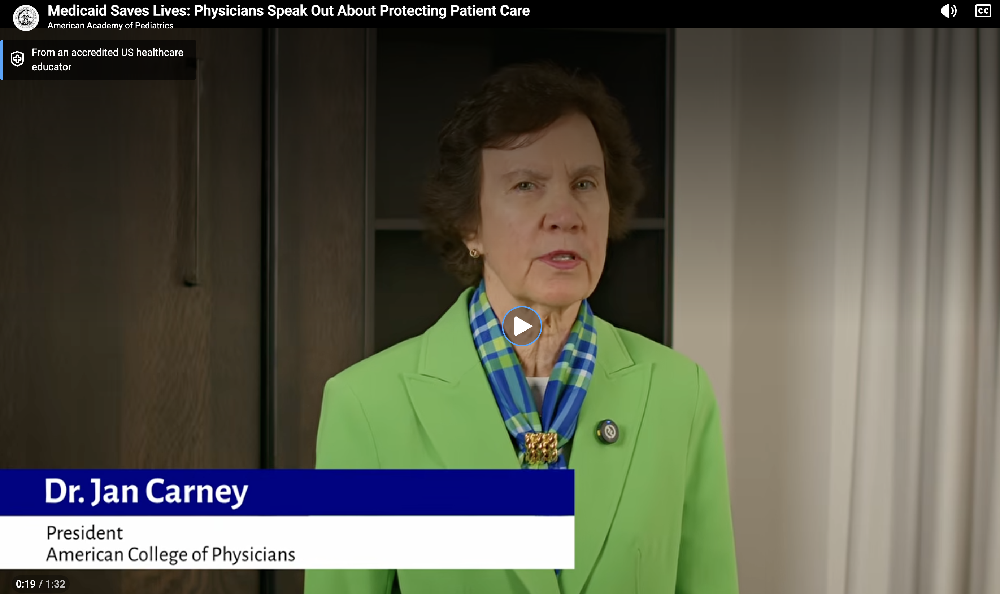 Medicaid Saves Lives: Physicians Speak Out About Protecting Patient Care
American Academy of Pediatrics
CC
From an accredited US healthcare
educator
Dr. Jan Carney
President
American College of Physicians
0:19 / 1:32